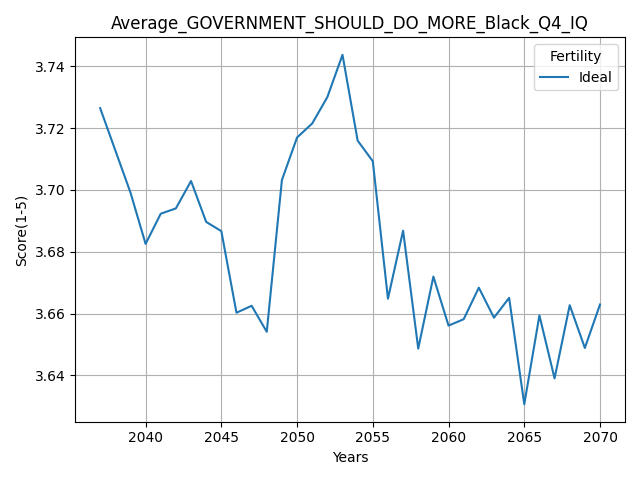 Average_GOVERNMENT_SHOULD_DO_MORE_Black_Q4_IQ
Fertility
Ideal
3.74
3.72
3.70
3.68
3.66
3.64
Score(1-5)
2040 2045 2050 2055 2060 2065 2070
Years